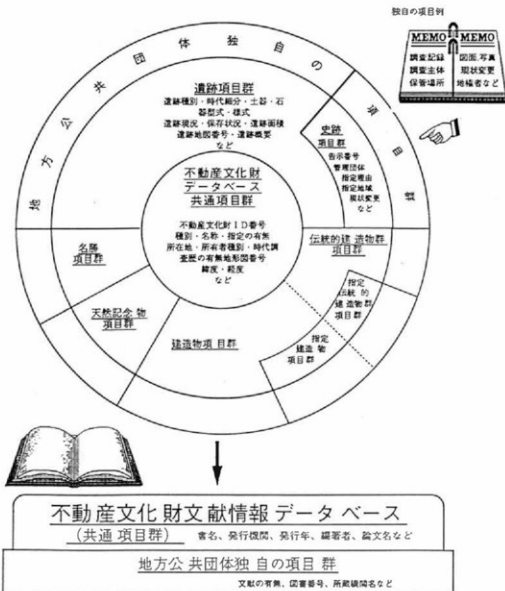 独自の項目例
MEMO MEMO
調査記録 図面、写真
調査主体 現状変更
保管場所 地権者など
地方公共団体独自の項目群
遺跡項目群
遺跡種別・時代細分・土器・石
器型式・様式
遺跡現況・保存状況・遺跡面積
遺跡地図番号・遺跡概要
など
史跡
項目群
告示番号
管理団体
指定理由
指定地域
現状変更
など
不動産文化財
データベース
共通項目群
不動産文化財ID番号
種別・名称・指定の有無
所在地・所有者種別・時代調
査歴の有無地形図番号
緯度・経度
など
名勝
項目群
伝統的建造物群
項目群
指定
伝統的
建造物群
項目群
天然記念物
項目群
建造物項目群
指定
建造物
項目群
不動産文化財文献情報データベース
(共通項目群) 書名、発行機関、発行年、編著者、論文名など
地方公共団体独自の項目群
文献の有無、図書番号、所蔵機関名など